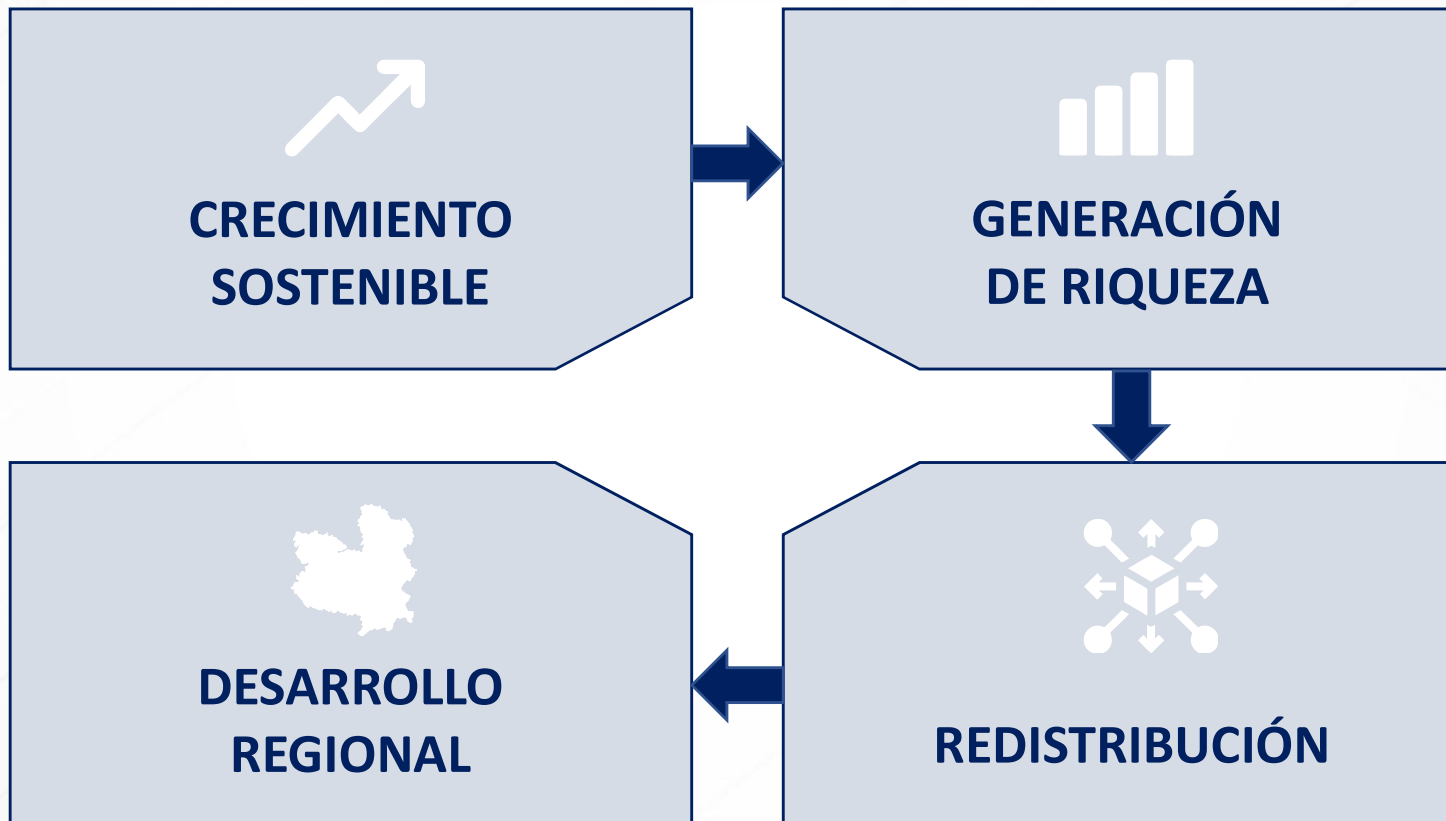 CRECIMIENTO
SOSTENIBLE
GENERACIÓN
DE RIQUEZA
DESARROLLO
REGIONAL
REDISTRIBUCIÓN